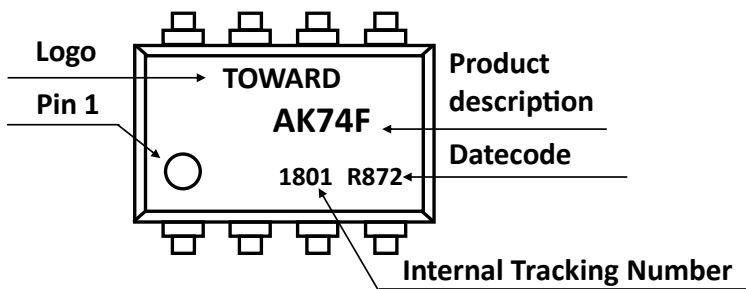 Logo
TOWARD
Product
description
Pin 1
AK74F
Datecode
1801 R872
Internal Tracking Number